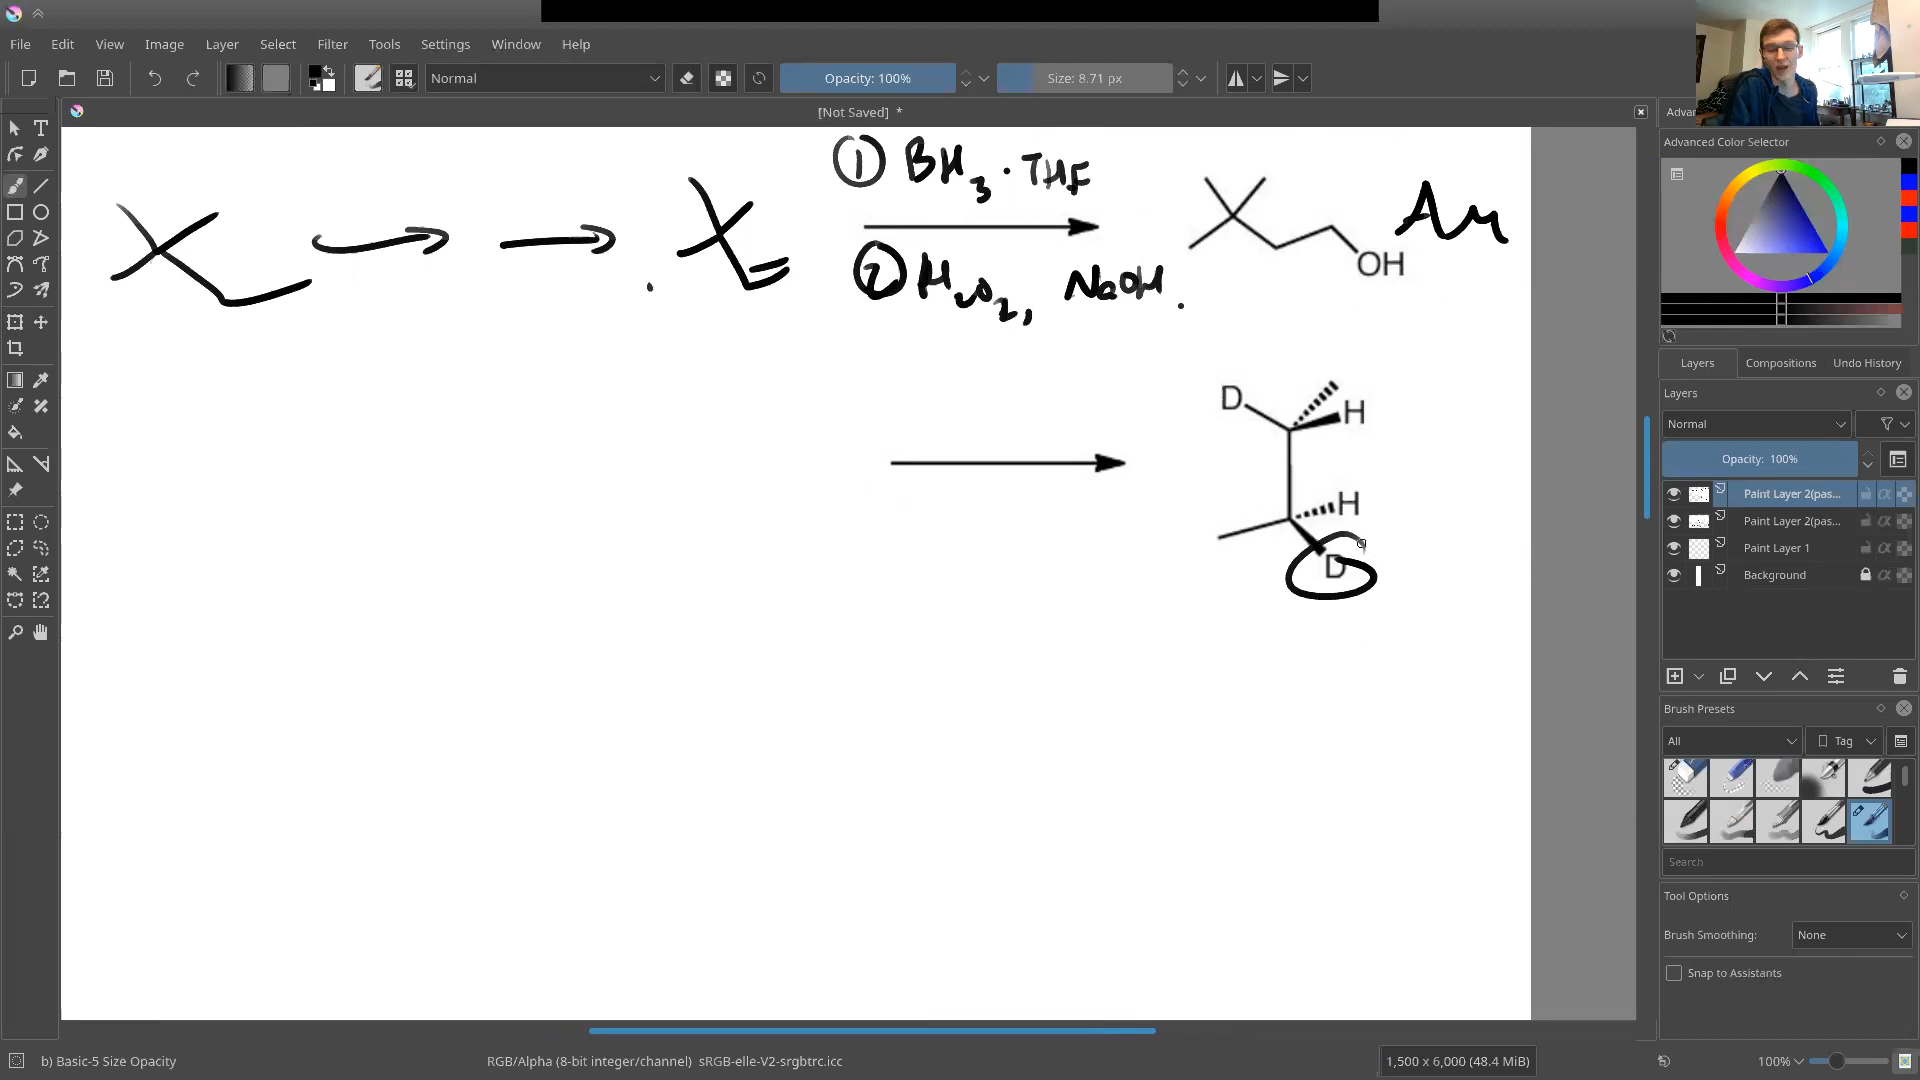 File Edit View Image Layer Select Filter Tools Settings Window Help
Normal Opacity: 100% Size: 8.71 px
[Not Saved] *
Advanced Color Selector
① BH3 · THF
② H2O2, NaOH
OH
D
H
H
D
Layers Compositions Undo History
Layers
Normal
Opacity: 100%
Paint Layer 2(pas...
Paint Layer 2(pas...
Paint Layer 1
Background
Brush Presets
All Tag
Search
Tool Options
Brush Smoothing: None
Snap to Assistants
b) Basic-5 Size Opacity RGB/Alpha (8-bit integer/channel) sRGB-elle-V2-srgbtrc.icc 1,500 x 6,000 (48.4 MiB) 100%